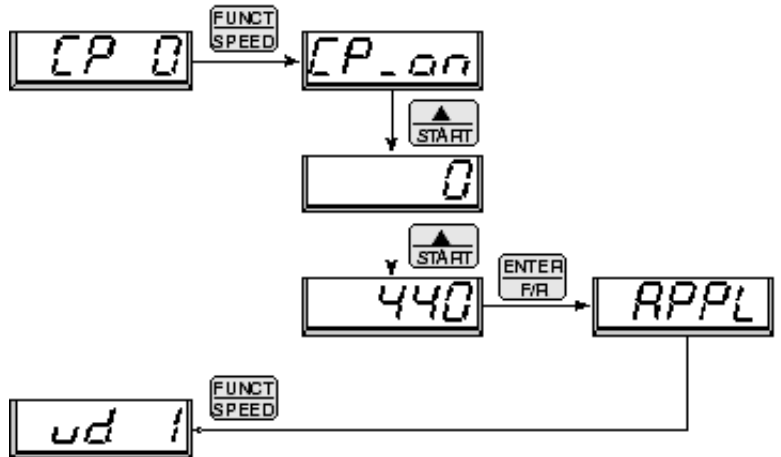 FUNCT
SPEED
CP 0
CP_on
START
0
START
440
ENTER
F/R
APPL
FUNCT
SPEED
ud 1